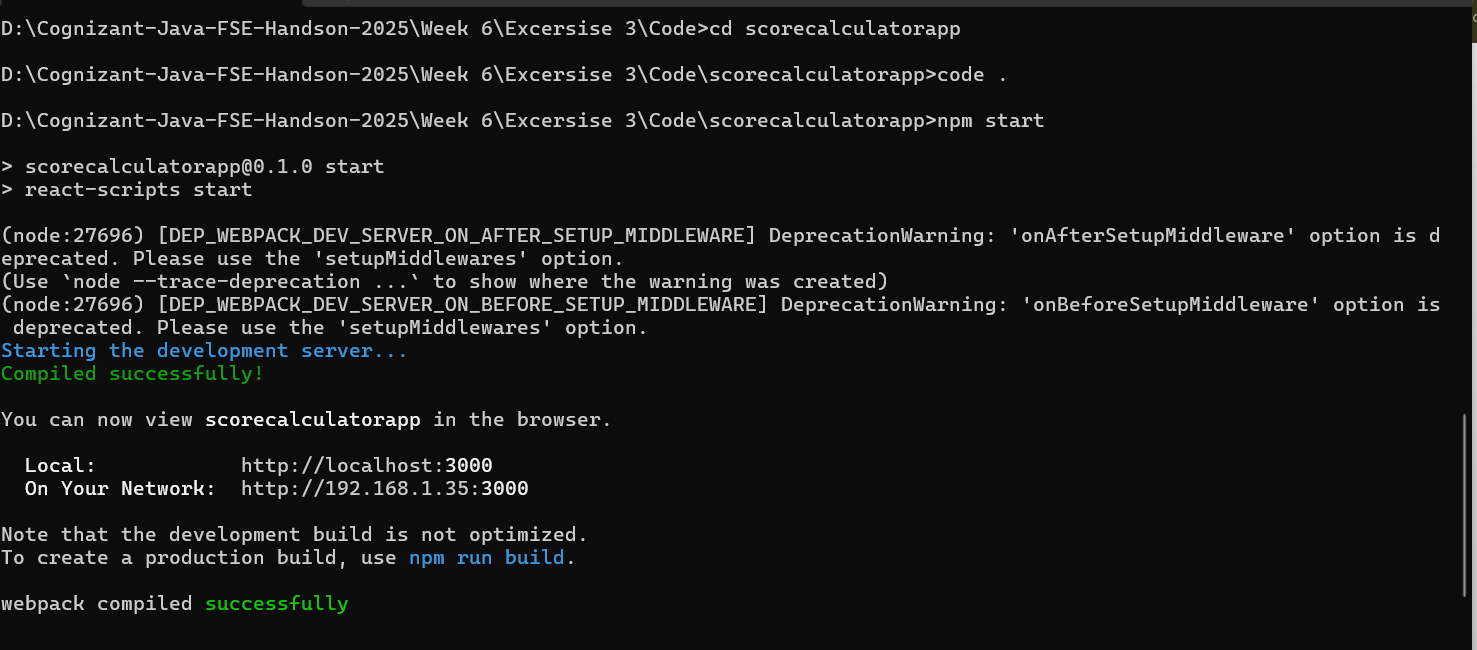 D:\Cognizant-Java-FSE-Handson-2025\Week 6\Excersise 3\Code>cd scorecalculatorapp
D:\Cognizant-Java-FSE-Handson-2025\Week 6\Excersise 3\Code\scorecalculatorapp>code .
D:\Cognizant-Java-FSE-Handson-2025\Week 6\Excersise 3\Code\scorecalculatorapp>npm start
> scorecalculatorapp@0.1.0 start
> react-scripts start
(node:27696) [DEP_WEBPACK_DEV_SERVER_ON_AFTER_SETUP_MIDDLEWARE] DeprecationWarning: 'onAfterSetupMiddleware' option is d
eprecated. Please use the 'setupMiddlewares' option.
(Use `node --trace-deprecation ...` to show where the warning was created)
(node:27696) [DEP_WEBPACK_DEV_SERVER_ON_BEFORE_SETUP_MIDDLEWARE] DeprecationWarning: 'onBeforeSetupMiddleware' option is
 deprecated. Please use the 'setupMiddlewares' option.
Starting the development server...
Compiled successfully!
You can now view scorecalculatorapp in the browser.
  Local:            http://localhost:3000
  On Your Network:  http://192.168.1.35:3000
Note that the development build is not optimized.
To create a production build, use npm run build.
webpack compiled successfully